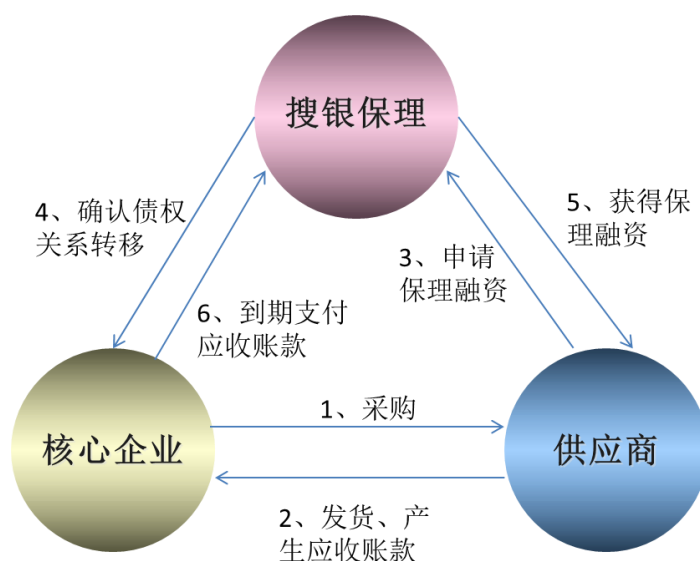 搜银保理
4、确认债权
关系转移
5、获得保
理融资
3、申请
保理融资
6、到期支付
应收账款
1、采购
核心企业
供应商
2、发货、产
生应收账款